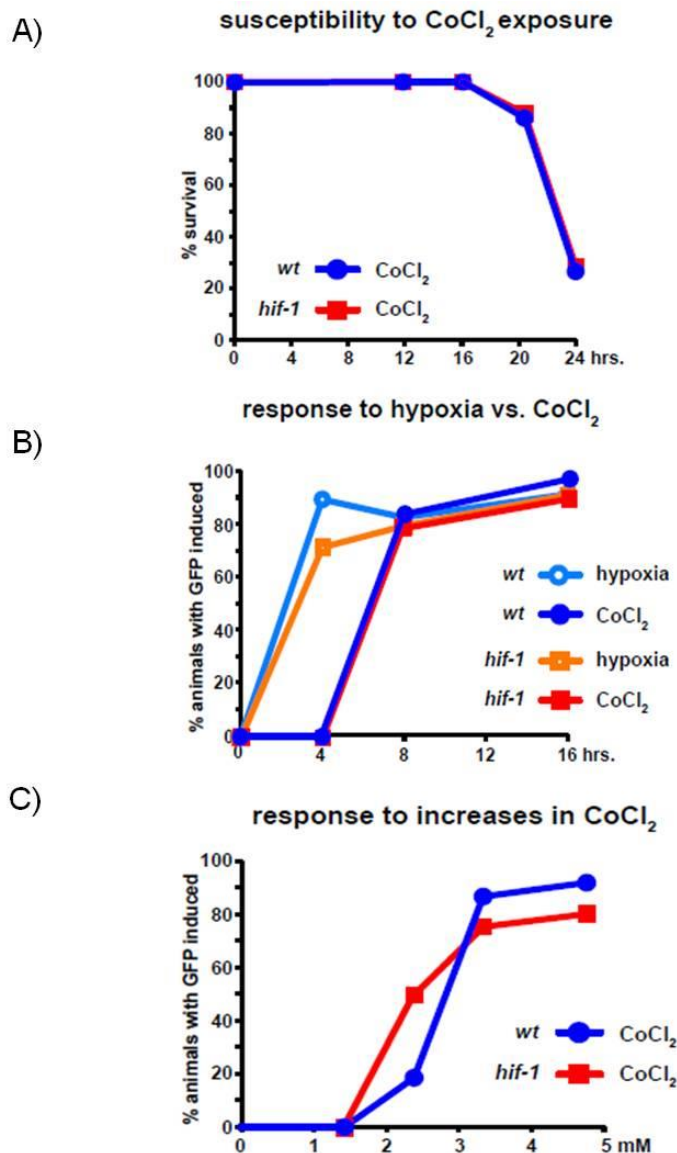 A)
susceptibility to CoCl₂ exposure
100
80
60
40
20
0
% survival
wt CoCl₂
hif-1 CoCl₂
0 4 8 12 16 20 24 hrs.
response to hypoxia vs. CoCl₂
B)
100
80
60
40
20
0
% animals with GFP induced
wt hypoxia
wt CoCl₂
hif-1 hypoxia
hif-1 CoCl₂
0 4 8 12 16 hrs.
C)
response to increases in CoCl₂
100
80
60
40
20
0
% animals with GFP induced
wt CoCl₂
hif-1 CoCl₂
0 1 2 3 4 5 mM